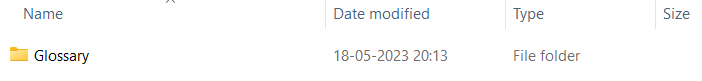 Name Date modified Type Size
Glossary 18-05-2023 20:13 File folder